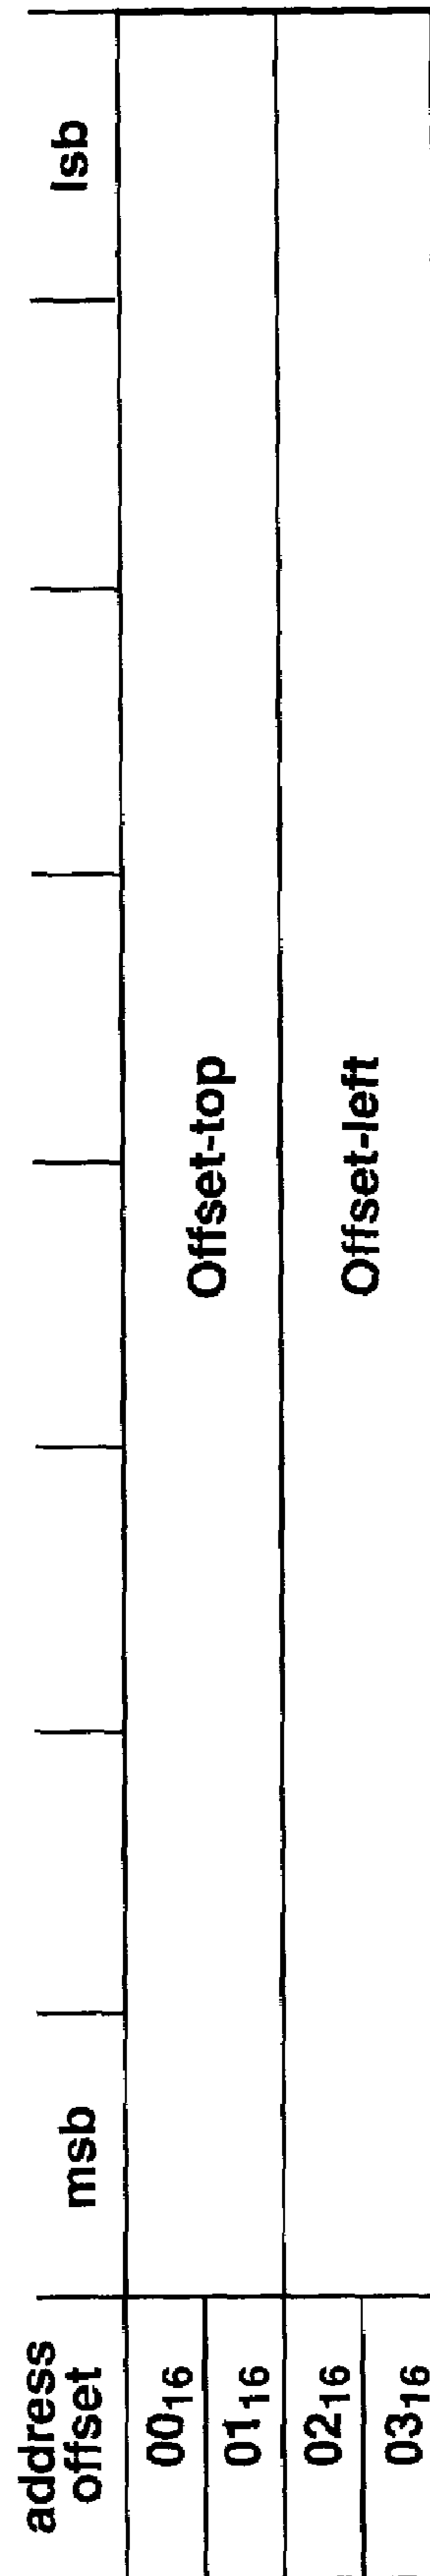 address offset msb lsb
00₁₆ Offset-top
01₁₆
02₁₆ Offset-left
03₁₆